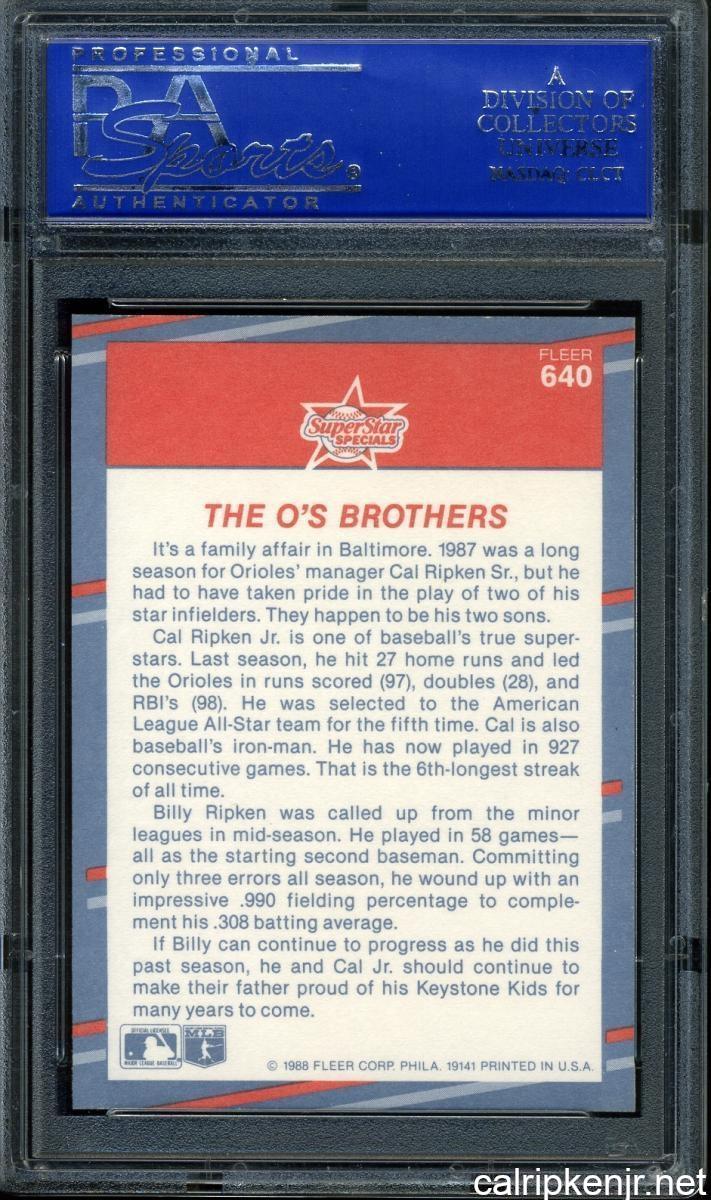 PROFESSIONAL
PSA
Sports®
AUTHENTICATOR
A
DIVISION OF
COLLECTORS
UNIVERSE
NASDAQ: CLCT
FLEER
640
SuperStar
SPECIALS
THE O'S BROTHERS
It's a family affair in Baltimore. 1987 was a long
season for Orioles' manager Cal Ripken Sr., but he
had to have taken pride in the play of two of his
star infielders. They happen to be his two sons.
Cal Ripken Jr. is one of baseball's true super-
stars. Last season, he hit 27 home runs and led
the Orioles in runs scored (97), doubles (28), and
RBI's (98). He was selected to the American
League All-Star team for the fifth time. Cal is also
baseball's iron-man. He has now played in 927
consecutive games. That is the 6th-longest streak
of all time.
Billy Ripken was called up from the minor
leagues in mid-season. He played in 58 games—
all as the starting second baseman. Committing
only three errors all season, he wound up with an
impressive .990 fielding percentage to comple-
ment his .308 batting average.
If Billy can continue to progress as he did this
past season, he and Cal Jr. should continue to
make their father proud of his Keystone Kids for
many years to come.
OFFICIAL LICENSEE
MAJOR LEAGUE BASEBALL
MLB
© 1988 FLEER CORP. PHILA. 19141 PRINTED IN U.S.A.
calripkenjr.net